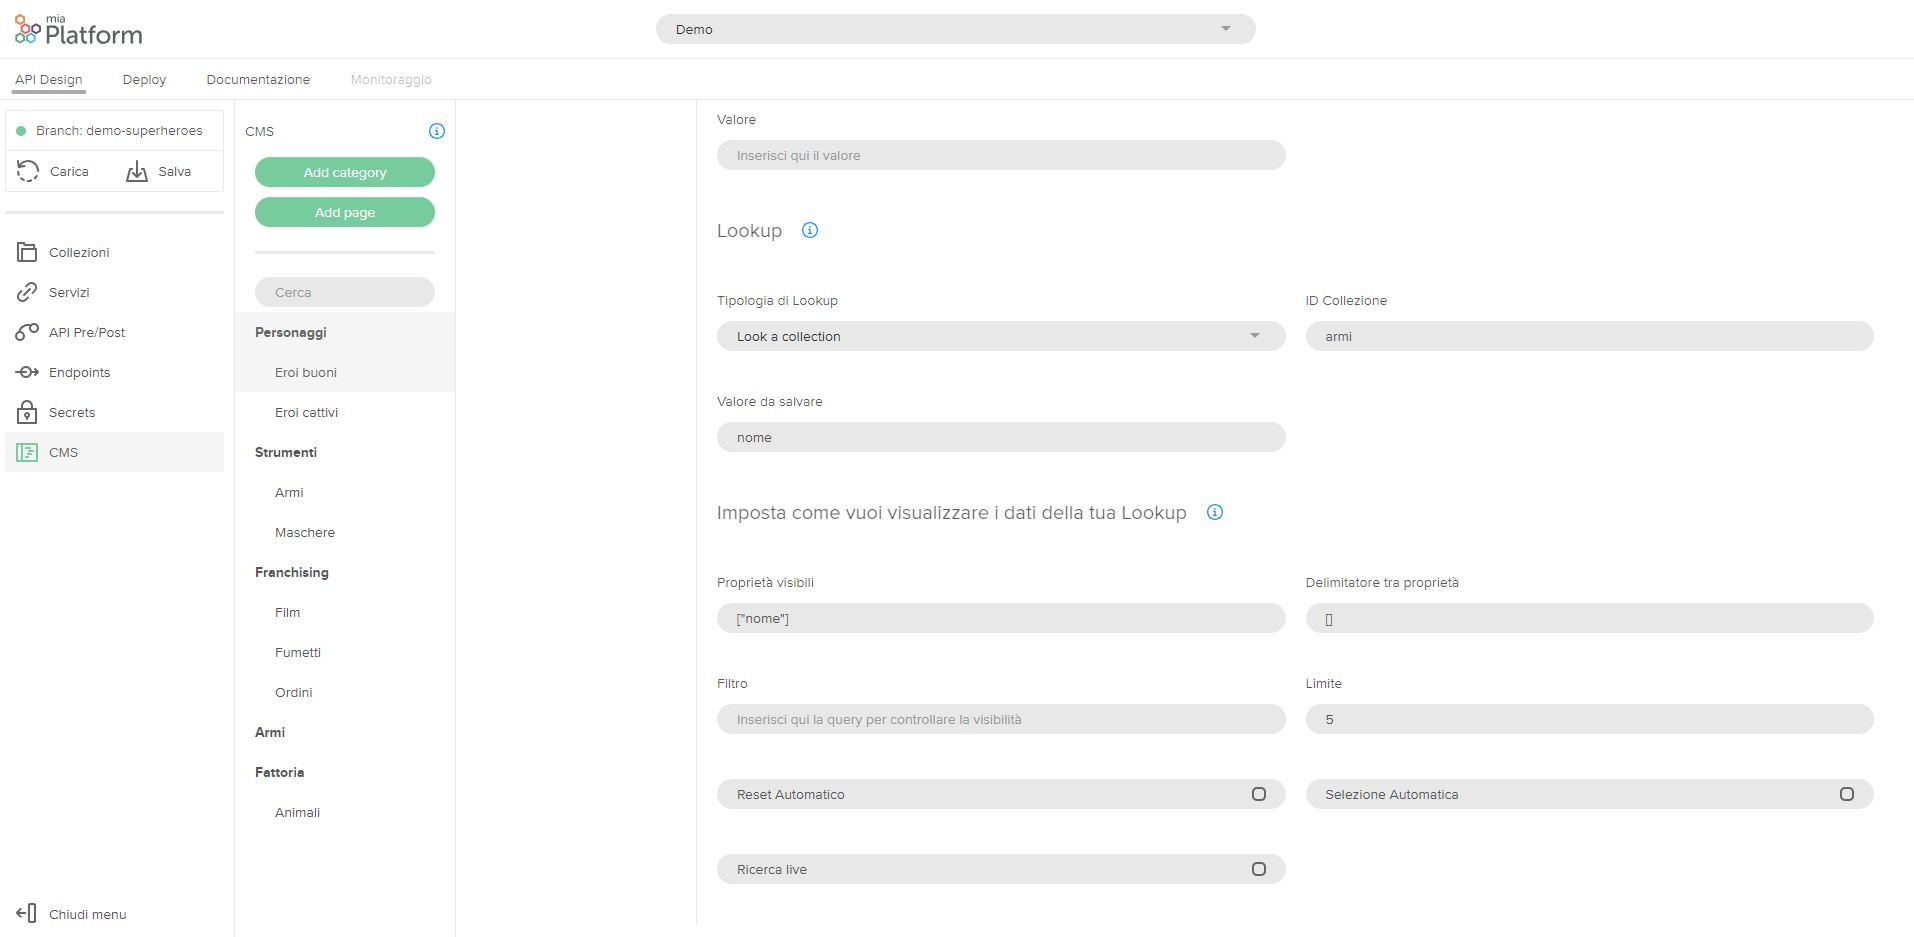 mia
Platform
Demo
API Design
Deploy
Documentazione
Monitoraggio
Branch: demo-superheroes
Carica
Salva
Collezioni
Servizi
API Pre/Post
Endpoints
Secrets
CMS
Chiudi menu
CMS
Add category
Add page
Cerca
Personaggi
Eroi buoni
Eroi cattivi
Strumenti
Armi
Maschere
Franchising
Film
Fumetti
Ordini
Armi
Fattoria
Animali
Valore
Inserisci qui il valore
Lookup
Tipologia di Lookup
Look a collection
ID Collezione
armi
Valore da salvare
nome
Imposta come vuoi visualizzare i dati della tua Lookup
Proprietà visibili
["nome"]
Delimitatore tra proprietà
[]
Filtro
Inserisci qui la query per controllare la visibilità
Limite
5
Reset Automatico
Selezione Automatica
Ricerca live